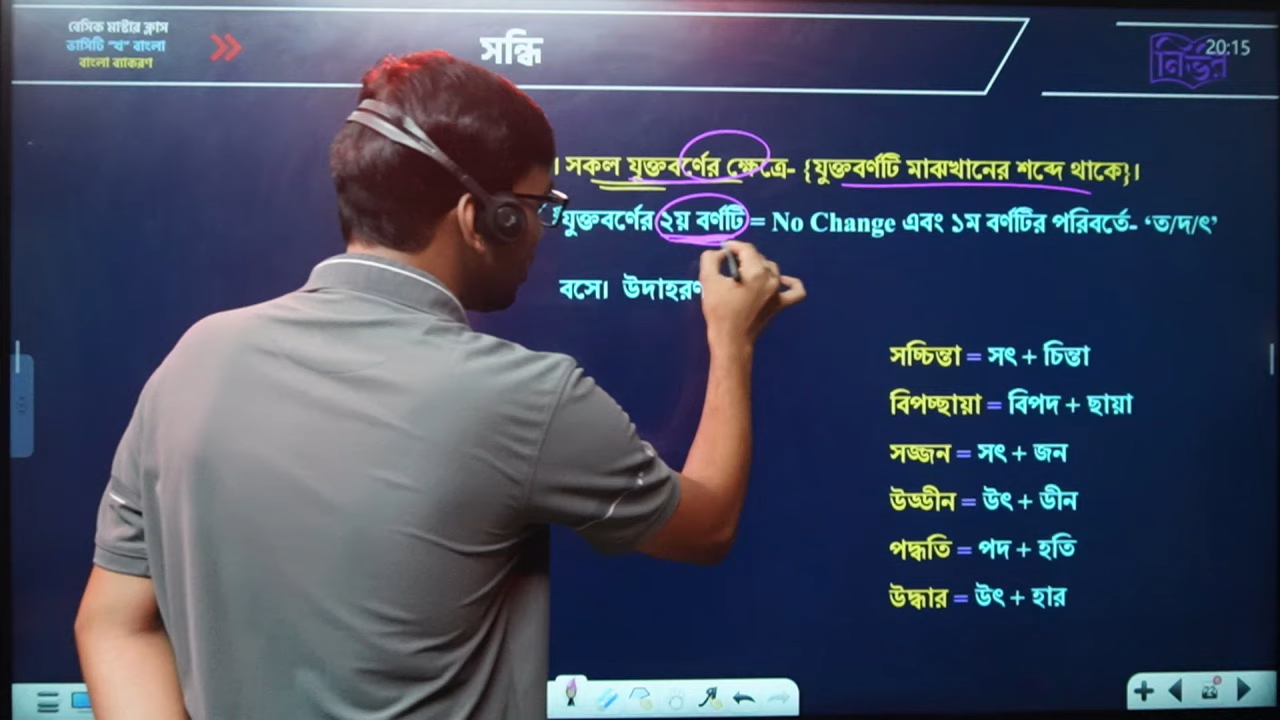 বেসিক মাস্টার ক্লাস
ভার্সিটি “খ” বাংলা
বাংলা ব্যাকরণ
সন্ধি
নির্ভর
20:15
। সকল যুক্তবর্ণের ক্ষেত্রে- {যুক্তবর্ণটি মাঝখানের শব্দে থাকে}।
যুক্তবর্ণের ২য় বর্ণটি = No Change এবং ১ম বর্ণটির পরিবর্তে- ‘ত/দ/ৎ’
বসে। উদাহরণ
সচ্চিন্তা = সৎ + চিন্তা
বিপচ্ছায়া = বিপদ + ছায়া
সজ্জন = সৎ + জন
উড্ডীন = উৎ + ডীন
পদ্ধতি = পদ + হতি
উদ্ধার = উৎ + হার
23